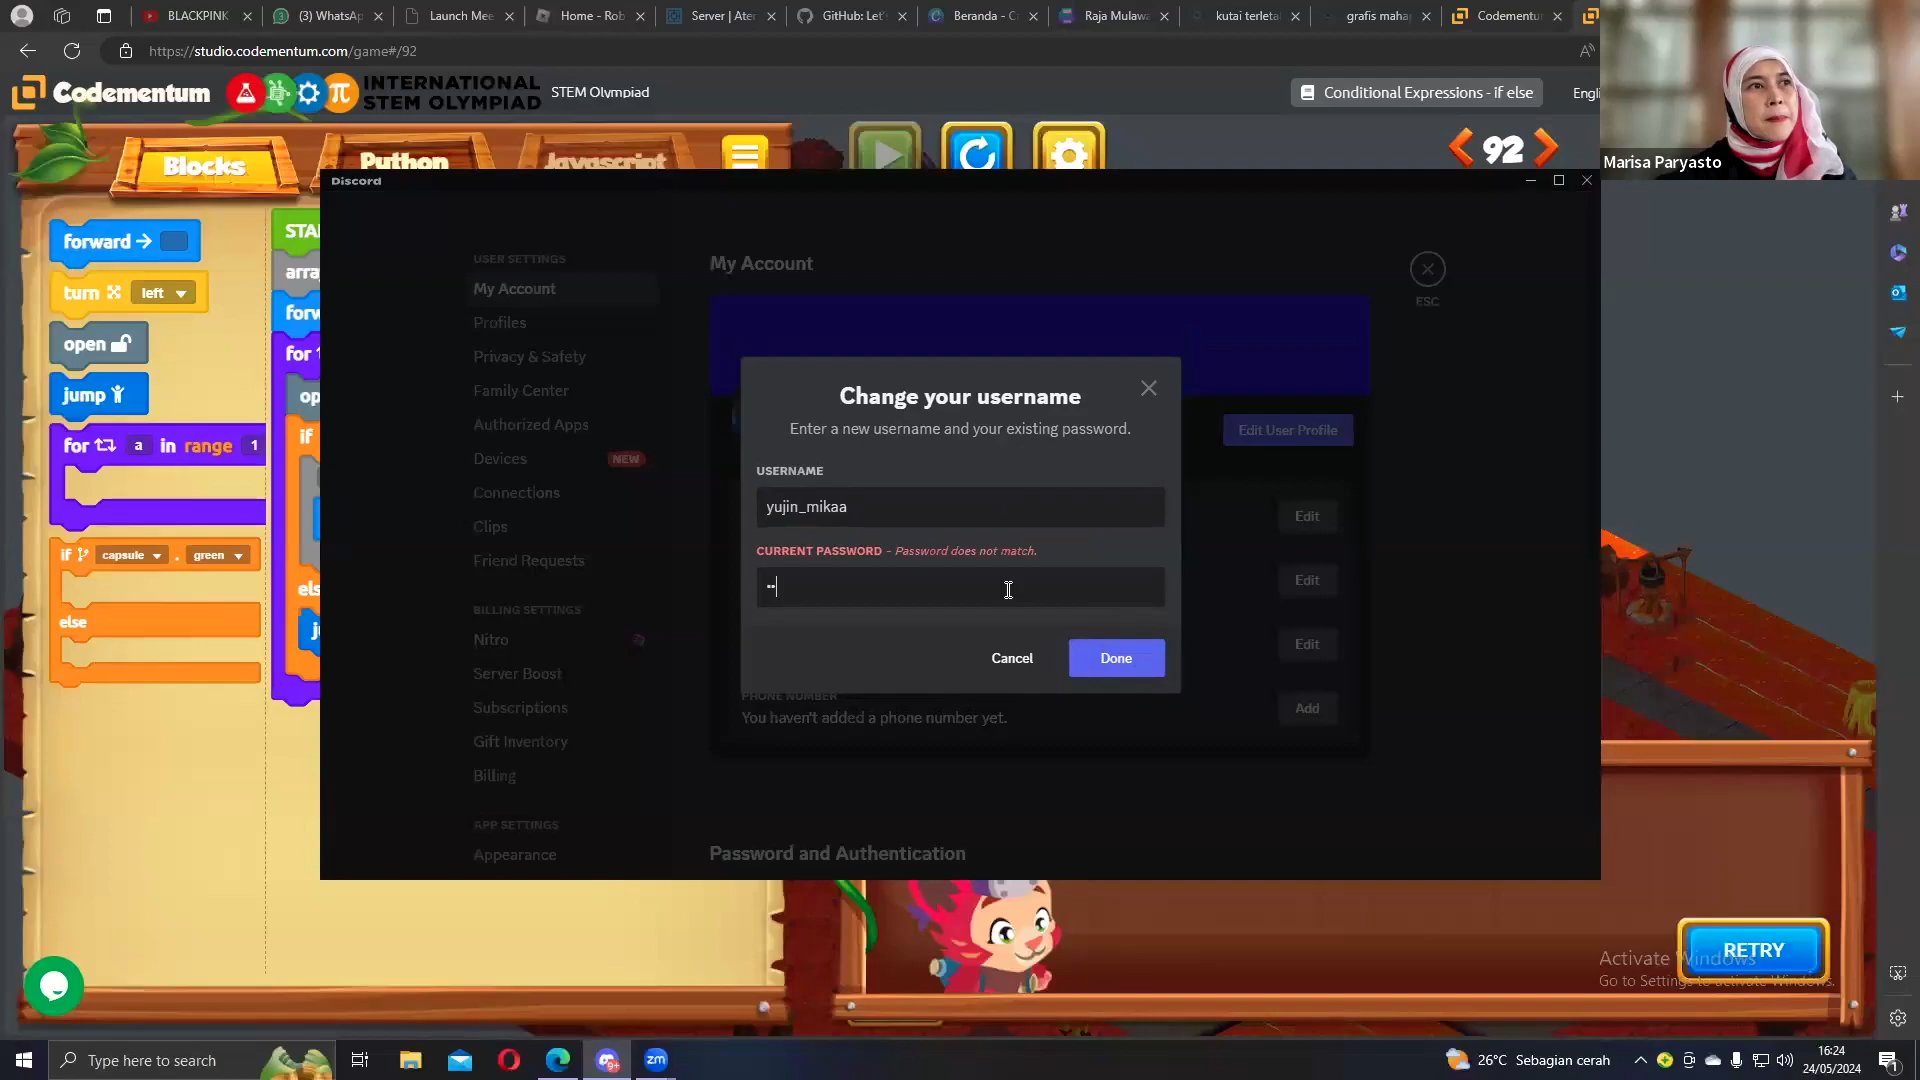 BLACKPINK
(3) WhatsAp
Launch Mee
Home - Rob
Server | Ater
GitHub: Let'
Beranda - C
Raja Mulawa
kutai terleta
grafis maha
Codementu
https://studio.codementum.com/game#/92
Codementum
INTERNATIONAL
STEM OLYMPIAD
STEM Olympiad
Conditional Expressions - if else
Engli
Marisa Paryasto
Blocks
Python
Javascript
92
Discord
forward
turn left
open
jump
for a in range 1
if capsule . green
else
STA
arra
forw
for
op
if
els
j
USER SETTINGS
My Account
Profiles
Privacy & Safety
Family Center
Authorized Apps
Devices NEW
Connections
Clips
Friend Requests
BILLING SETTINGS
Nitro
Server Boost
Subscriptions
Gift Inventory
Billing
APP SETTINGS
Appearance
My Account
ESC
Edit User Profile
Change your username
Enter a new username and your existing password.
USERNAME
yujin_mikaa
CURRENT PASSWORD - Password does not match.
Cancel
Done
Edit
Edit
Edit
PHONE NUMBER
You haven't added a phone number yet.
Add
Password and Authentication
RETRY
Activate Windows
Go to Settings to activate Windows.
Type here to search
9+
zm
26°C Sebagian cerah
16:24
24/05/2024
1